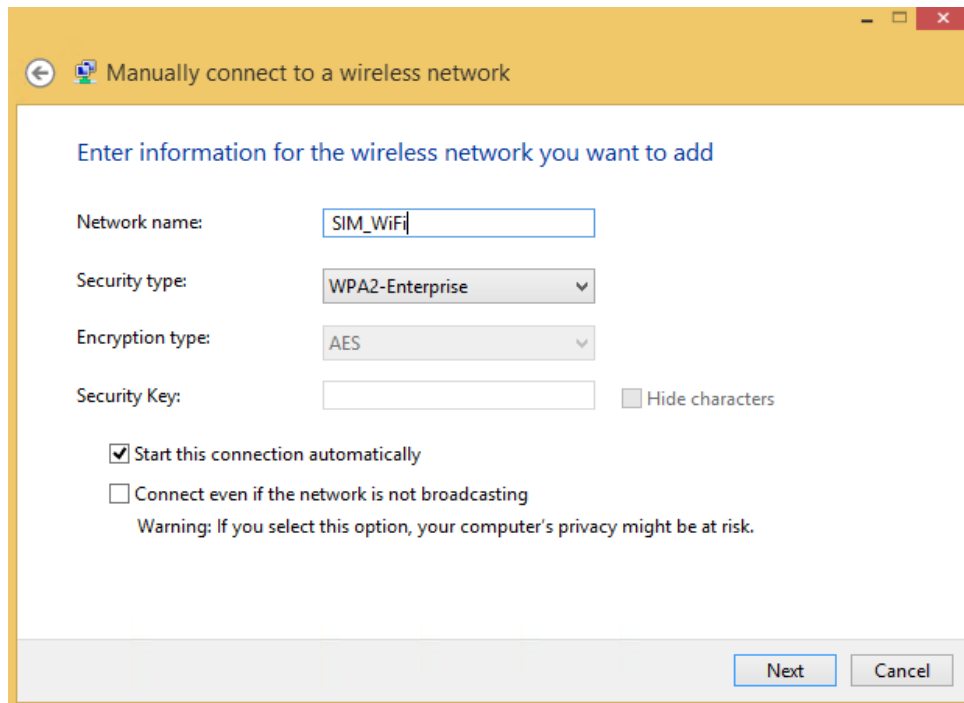 Manually connect to a wireless network
Enter information for the wireless network you want to add
Network name: SIM_WiFi
Security type: WPA2-Enterprise
Encryption type: AES
Security Key: Hide characters
Start this connection automatically
Connect even if the network is not broadcasting
Warning: If you select this option, your computer's privacy might be at risk.
Next Cancel